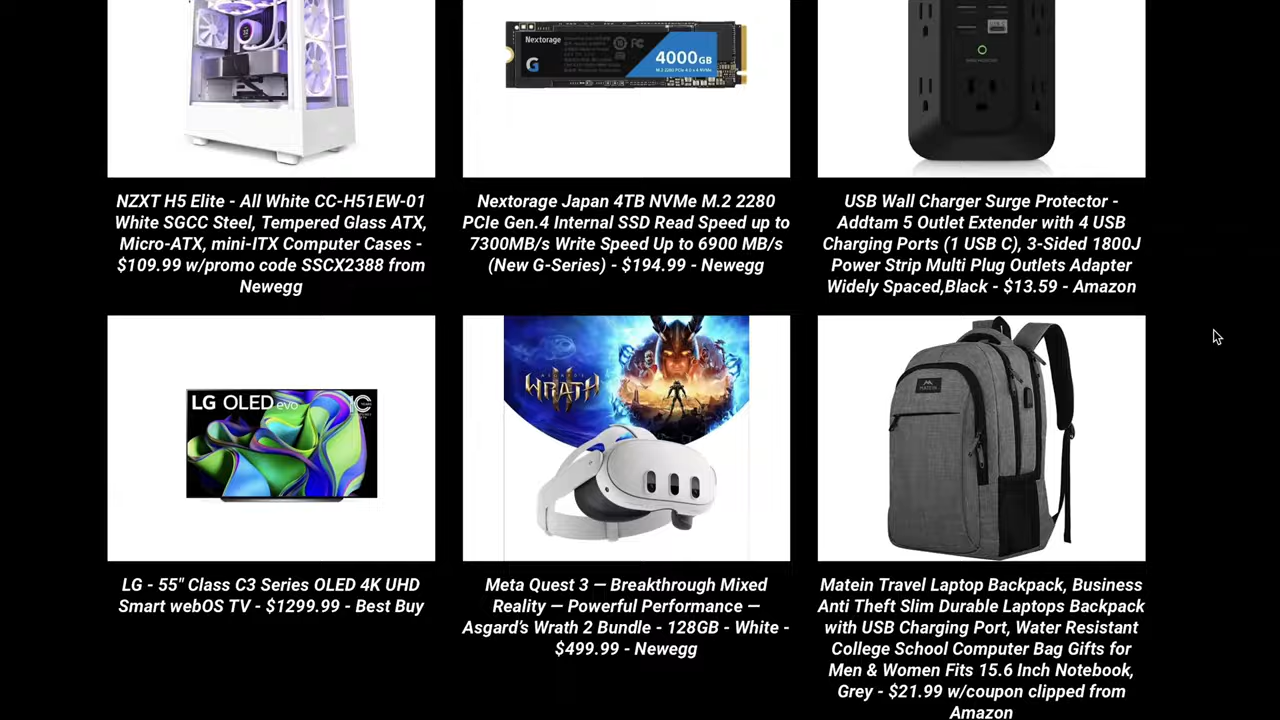 Nextorage
G
4000GB
M.2 2280 PCIe 4.0 x 4 NVMe
NZXT H5 Elite - All White CC-H51EW-01
White SGCC Steel, Tempered Glass ATX,
Micro-ATX, mini-ITX Computer Cases -
$109.99 w/promo code SSCX2388 from
Newegg
Nextorage Japan 4TB NVMe M.2 2280
PCIe Gen.4 Internal SSD Read Speed up to
7300MB/s Write Speed Up to 6900 MB/s
(New G-Series) - $194.99 - Newegg
USB Wall Charger Surge Protector -
Addtam 5 Outlet Extender with 4 USB
Charging Ports (1 USB C), 3-Sided 1800J
Power Strip Multi Plug Outlets Adapter
Widely Spaced,Black - $13.59 - Amazon
LG OLED evo
ASGARD'S
WRATH
MATEIN
LG - 55" Class C3 Series OLED 4K UHD
Smart webOS TV - $1299.99 - Best Buy
Meta Quest 3 — Breakthrough Mixed
Reality — Powerful Performance —
Asgard's Wrath 2 Bundle - 128GB - White -
$499.99 - Newegg
Matein Travel Laptop Backpack, Business
Anti Theft Slim Durable Laptops Backpack
with USB Charging Port, Water Resistant
College School Computer Bag Gifts for
Men & Women Fits 15.6 Inch Notebook,
Grey - $21.99 w/coupon clipped from
Amazon